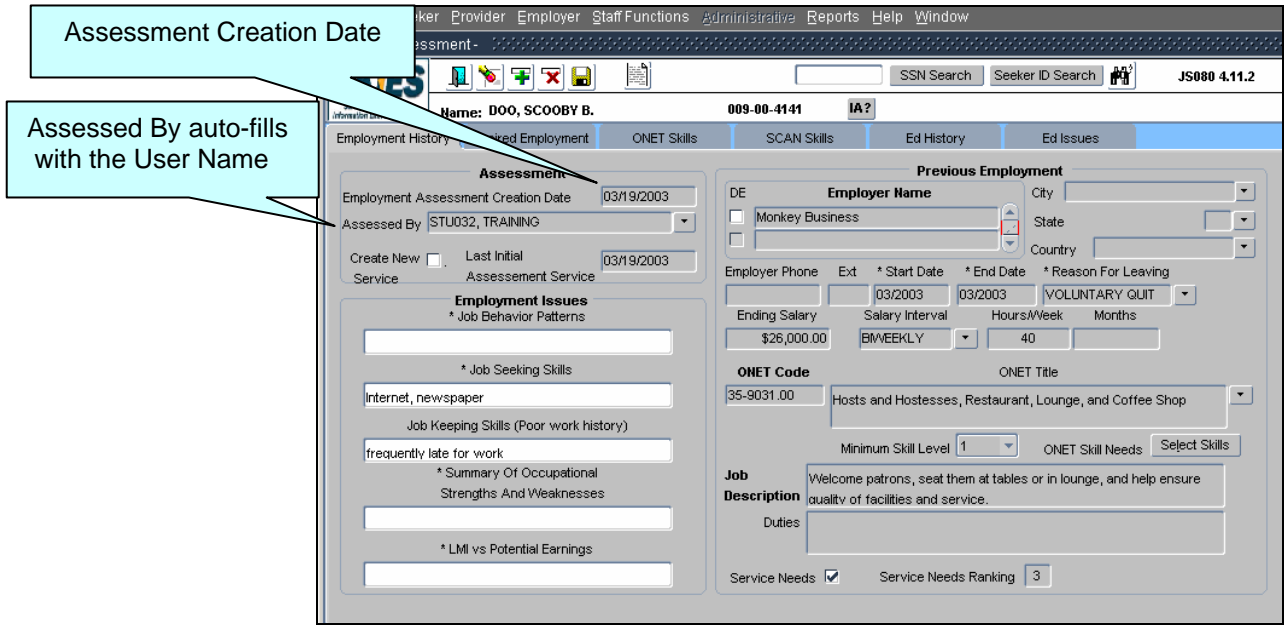 Assessment Creation Date
Assessed By auto-fills
with the User Name
Provider Employer Staff Functions Administrative Reports Help Window
SSN Search Seeker ID Search JS080 4.11.2
Name: DOO, SCOOBY B. 009-00-4141 IA?
Employment History Employment ONET Skills SCAN Skills Ed History Ed Issues
Assessment
Employment Assessment Creation Date 03/19/2003
Assessed By STU032, TRAINING
Create New Last Initial 03/19/2003
Service Assessement Service
Employment Issues
* Job Behavior Patterns
* Job Seeking Skills
Internet, newspaper
Job Keeping Skills (Poor work history)
frequently late for work
* Summary Of Occupational
Strengths And Weaknesses
* LMI vs Potential Earnings
Previous Employment
DE Employer Name City
Monkey Business State
Country
Employer Phone Ext * Start Date * End Date * Reason For Leaving
03/2003 03/2003 VOLUNTARY QUIT
Ending Salary Salary Interval Hours/Week Months
$26,000.00 BIWEEKLY 40
ONET Code ONET Title
35-9031.00 Hosts and Hostesses, Restaurant, Lounge, and Coffee Shop
Minimum Skill Level 1 ONET Skill Needs Select Skills
Job Description
Welcome patrons, seat them at tables or in lounge, and help ensure
quality of facilities and service.
Duties
Service Needs Service Needs Ranking 3